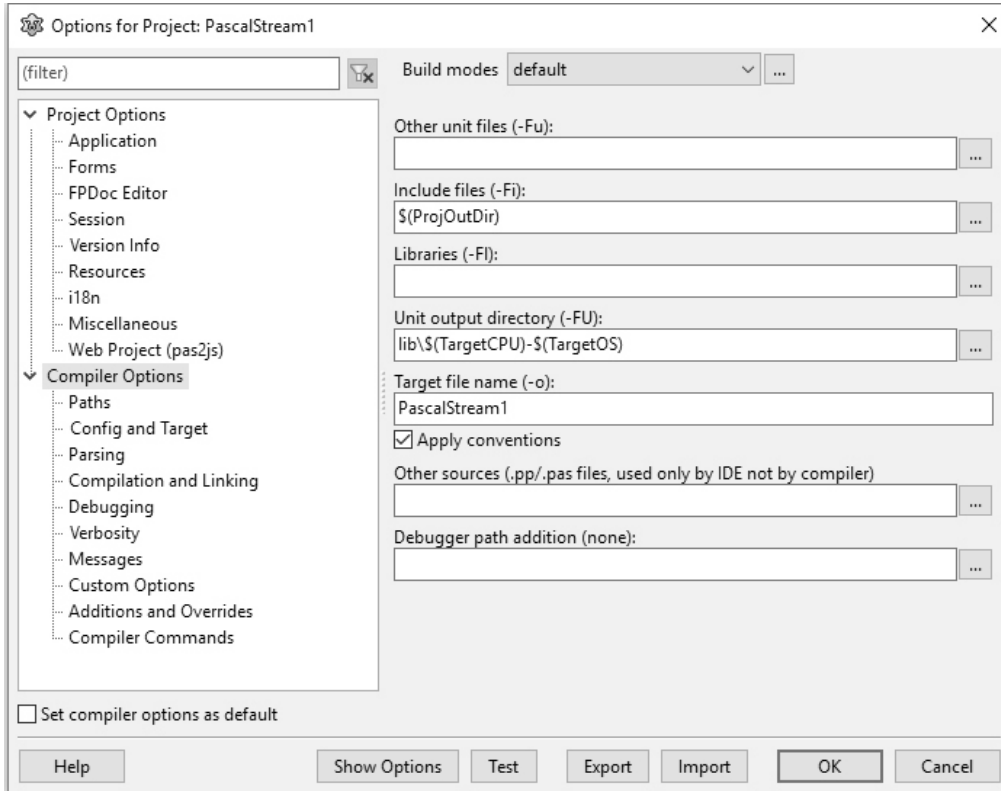 Options for Project: PascalStream1
(filter)
Build modes default ...
Project Options
Application
Forms
FPDoc Editor
Session
Version Info
Resources
i18n
Miscellaneous
Web Project (pas2js)
Compiler Options
Paths
Config and Target
Parsing
Compilation and Linking
Debugging
Verbosity
Messages
Custom Options
Additions and Overrides
Compiler Commands
Other unit files (-Fu):
...
Include files (-Fi):
$(ProjOutDir) ...
Libraries (-Fl):
...
Unit output directory (-FU):
lib\$(TargetCPU)-$(TargetOS) ...
Target file name (-o):
PascalStream1
Apply conventions
Other sources (.pp/.pas files, used only by IDE not by compiler)
...
Debugger path addition (none):
...
Set compiler options as default
Help Show Options Test Export Import OK Cancel